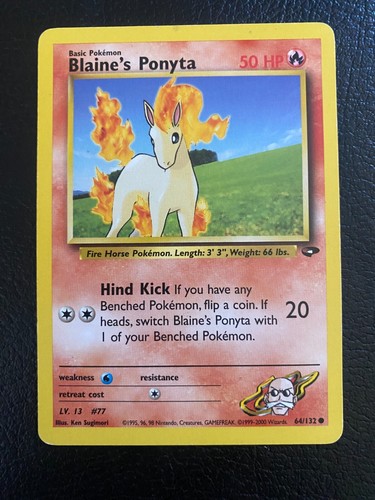 Basic Pokémon
Blaine's Ponyta
50 HP
Fire Horse Pokémon. Length: 3' 3", Weight: 66 lbs.
Hind Kick If you have any
Benched Pokémon, flip a coin. If
heads, switch Blaine's Ponyta with
1 of your Benched Pokémon.
20
weakness
resistance
retreat cost
LV. 13 #77
Illus. Ken Sugimori
©1995, 96, 98 Nintendo, Creatures, GAMEFREAK. ©1999-2000 Wizards.
64/132